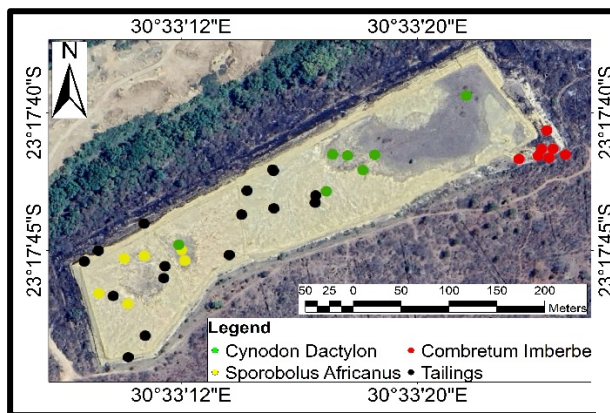 30°33'12"E 30°33'20"E
N
23°17'40"S 23°17'40"S
23°17'45"S 23°17'45"S
50 25 0 50 100 150 200
Meters
Legend
Cynodon Dactylon Combretum Imberbe
Sporobolus Africanus Tailings
30°33'12"E 30°33'20"E